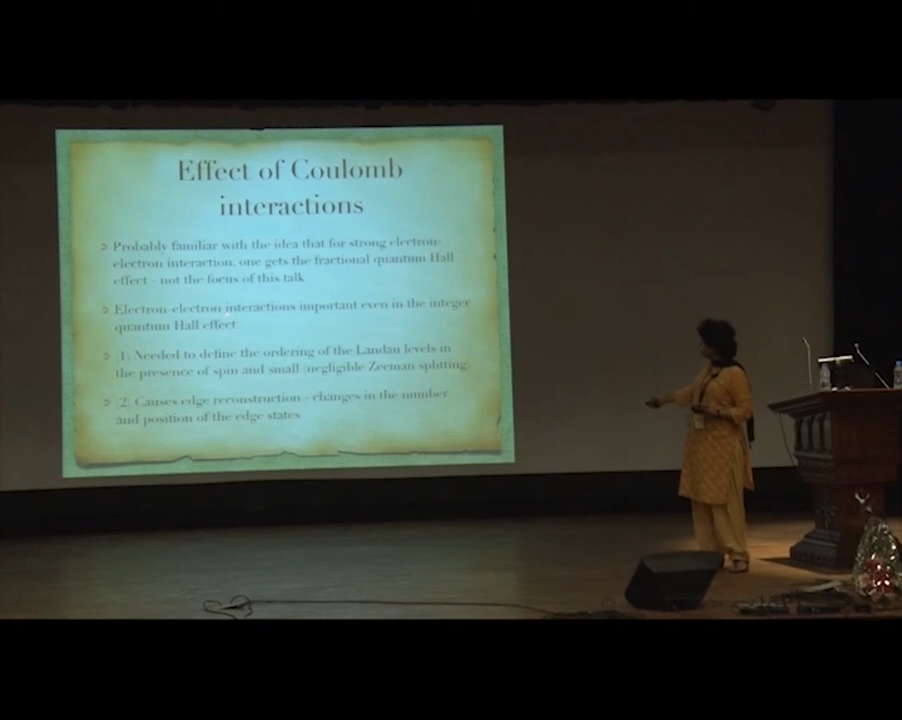 Effect of Coulomb
interactions
Probably familiar with the idea that for strong electron-
electron interaction, one gets the fractional quantum Hall
effect - not the focus of this talk
Electron-electron interactions important even in the integer
quantum Hall effect
(1) Needed to define the ordering of the Landau levels in
the presence of spin and small (negligible Zeeman splitting)
(2) Causes edge reconstruction - changes in the number
and position of the edge states